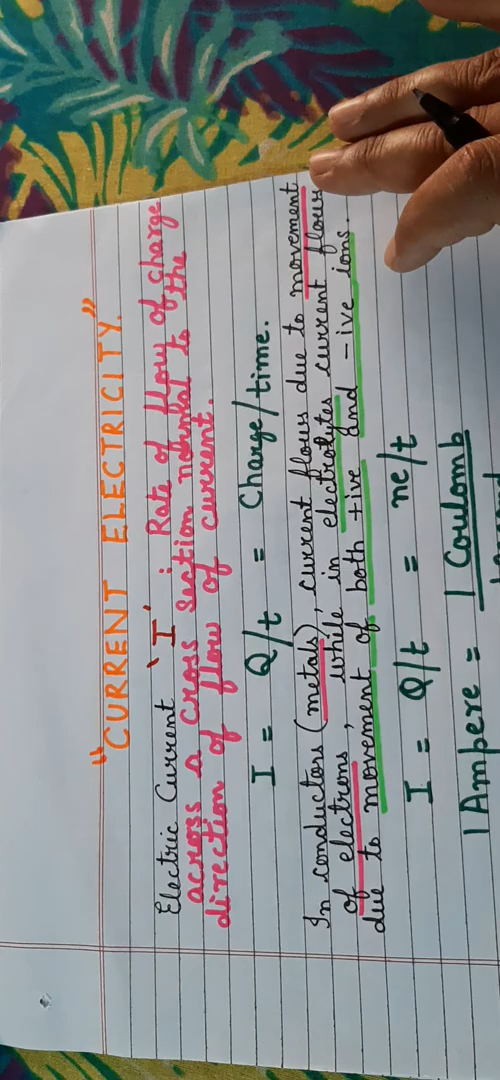 "CURRENT ELECTRICITY."
Electric Current 'I' : Rate of flow of charge
across a cross section normal to the
direction of flow of current.
I = Q/t = Charge/time.
In conductors (metals), current flows due to movement
of electrons, while in electrolytes current flows
due to movement of both +ive and -ive ions.
I = Q/t = ne/t
1 Ampere = 1 Coulomb